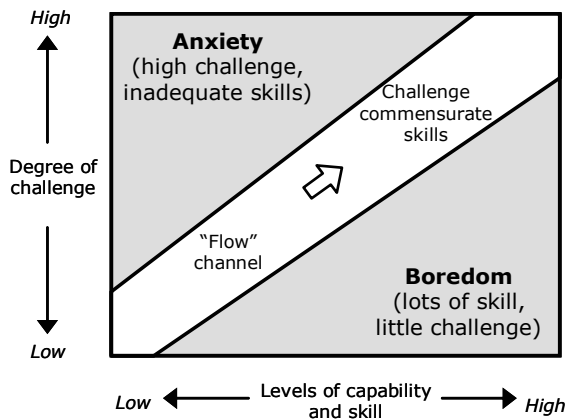 High
Anxiety
(high challenge,
inadequate skills)
Challenge
commensurate
skills
Degree of
challenge
“Flow”
channel
Boredom
(lots of skill,
little challenge)
Low
Low
Levels of capability
and skill
High